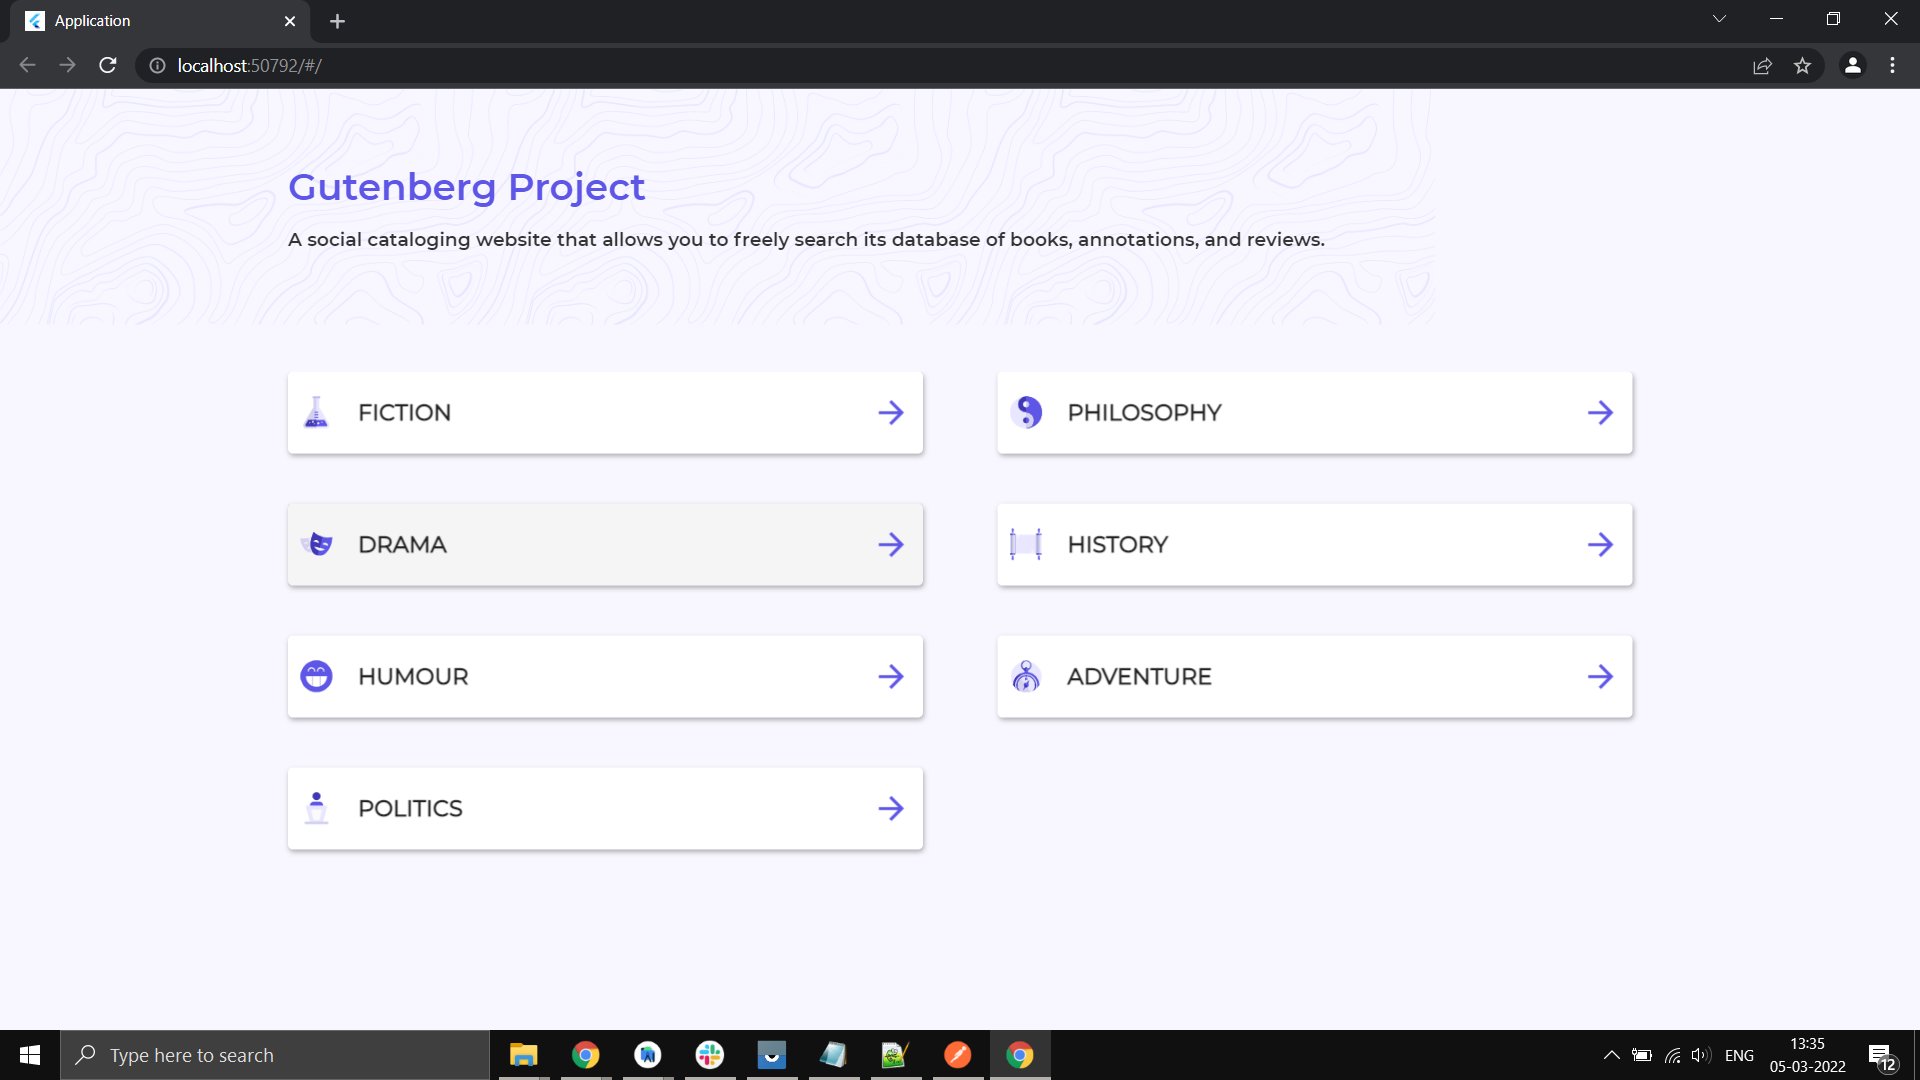 Application
localhost:50792/#/
Gutenberg Project
A social cataloging website that allows you to freely search its database of books, annotations, and reviews.
FICTION
PHILOSOPHY
DRAMA
HISTORY
HUMOUR
ADVENTURE
POLITICS
Type here to search
ENG
13:35
05-03-2022
12